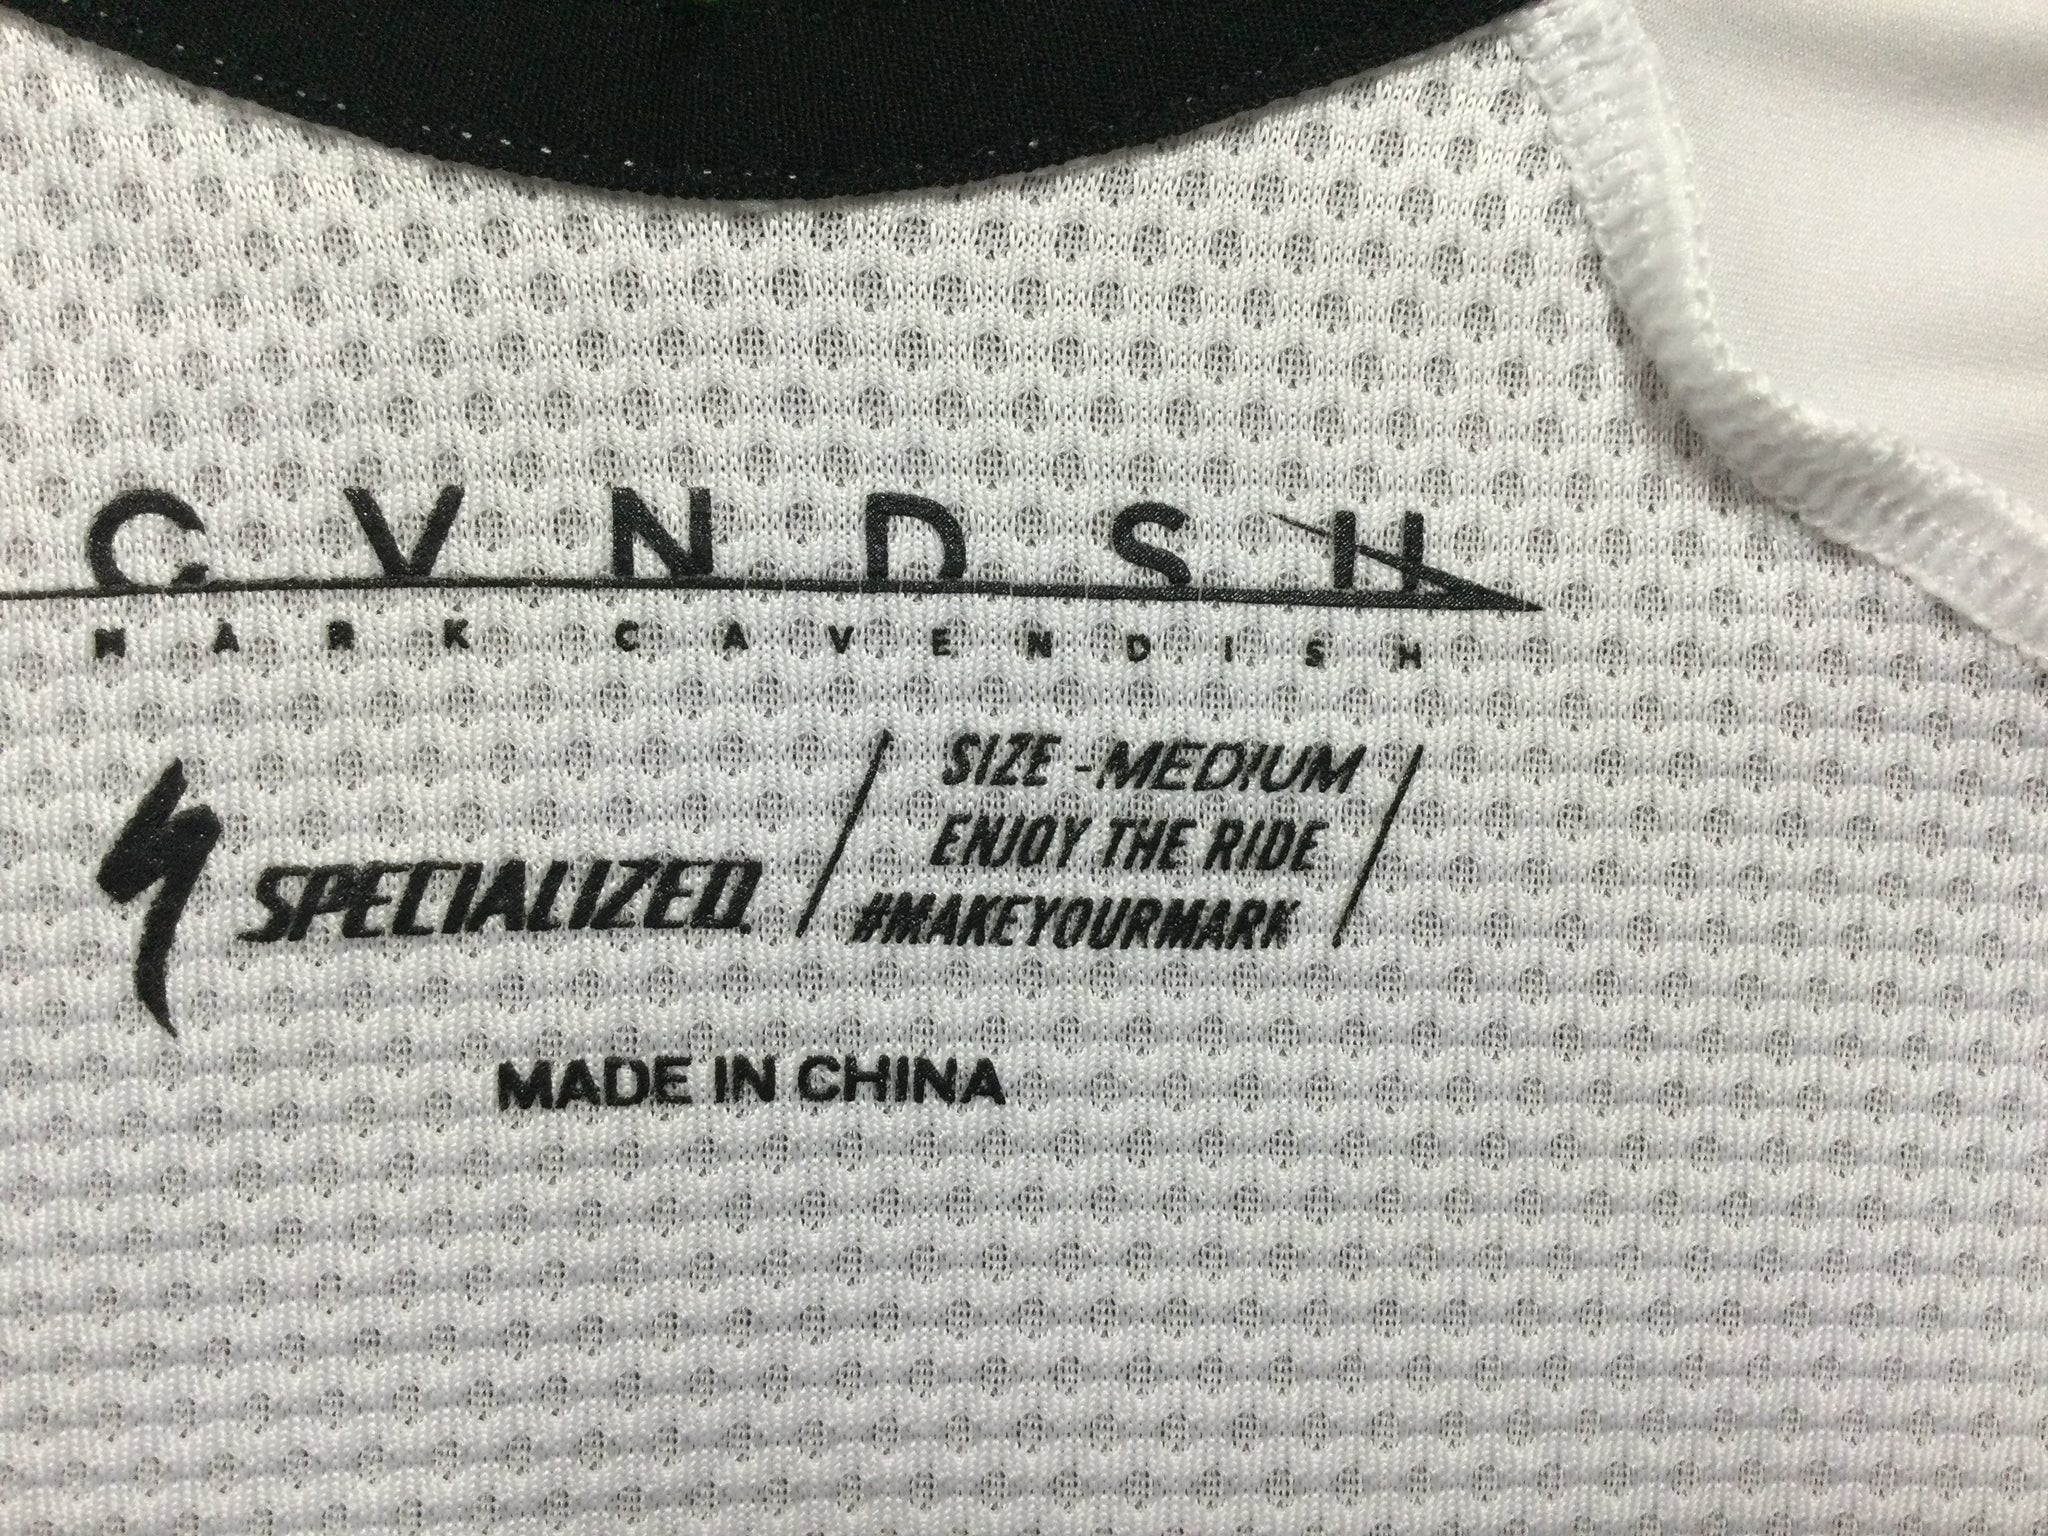 CVNDSH
MARK CAVENDISH
SPECIALIZED
SIZE - MEDIUM
ENJOY THE RIDE
#MAKEYOURMARK
MADE IN CHINA